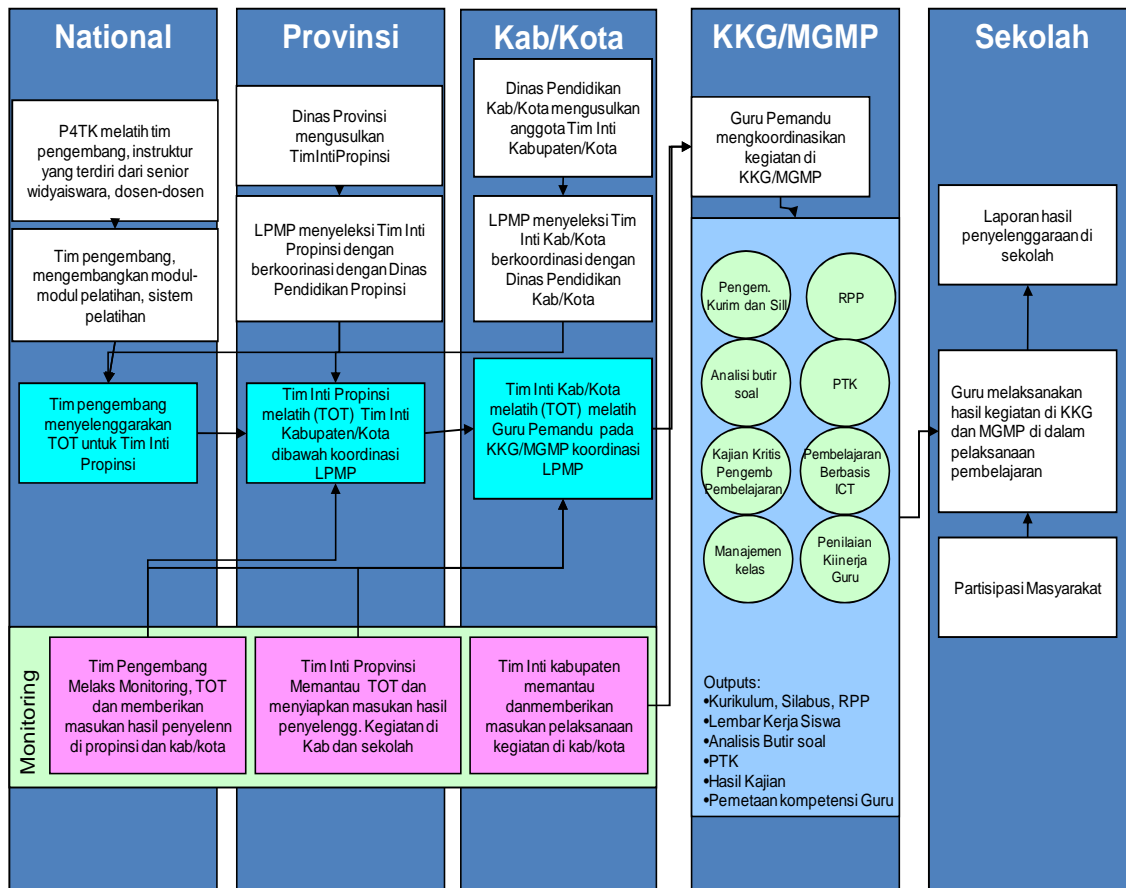 National
P4TK melatih tim
pengembang, instruktur
yang terdiri dari senior
widyaiswara, dosen-dosen
Tim pengembang,
mengembangkan modul-
modul pelatihan, sistem
pelatihan
Tim pengembang
menyelenggarakan
TOT untuk Tim Inti
Propinsi
Provinsi
Dinas Provinsi
mengusulkan
TimIntiPropinsi
LPMP menyeleksi Tim Inti
Propinsi dengan
berkoorinasi dengan Dinas
Pendidikan Propinsi
Tim Inti Propinsi
melatih (TOT) Tim Inti
Kabupaten/Kota
dibawah koordinasi
LPMP
Kab/Kota
Dinas Pendidikan
Kab/Kota mengusulkan
anggota Tim Inti
Kabupaten/Kota
LPMP menyeleksi Tim
Inti Kab/Kota
berkoordinasi dengan
Dinas Pendidikan
Kab/Kota
Tim Inti Kab/Kota
melatih (TOT) melatih
Guru Pemandu pada
KKG/MGMP koordinasi
LPMP
Monitoring
Tim Pengembang
Melaks Monitoring, TOT
dan memberikan
masukan hasil penyelenn
di propinsi dan kab/kota
Tim Inti Propvinsi
Memantau TOT dan
menyiapkan masukan hasil
penyelengg. Kegiatan di
Kab dan sekolah
Tim Inti kabupaten
memantau
danmemberikan
masukan pelaksanaan
kegiatan di kab/kota
KKG/MGMP
Guru Pemandu
mengkoordinasikan
kegiatan di
KKG/MGMP
Pengem.
Kurim dan Sill
RPP
Analisi butir
soal
PTK
Kajian Kritis
Pengemb
Pembelajaran
Pembelajaran
Berbasis
ICT
Manajemen
kelas
Penilaian
Kiinerja
Guru
Outputs:
•Kurikulum, Silabus, RPP
•Lembar Kerja Siswa
•Analisis Butir soal
•PTK
•Hasil Kajian
•Pemetaan kompetensi Guru
Sekolah
Laporan hasil
penyelenggaraan di
sekolah
Guru melaksanakan
hasil kegiatan di KKG
dan MGMP di dalam
pelaksanaan
pembelajaran
Partisipasi Masyarakat